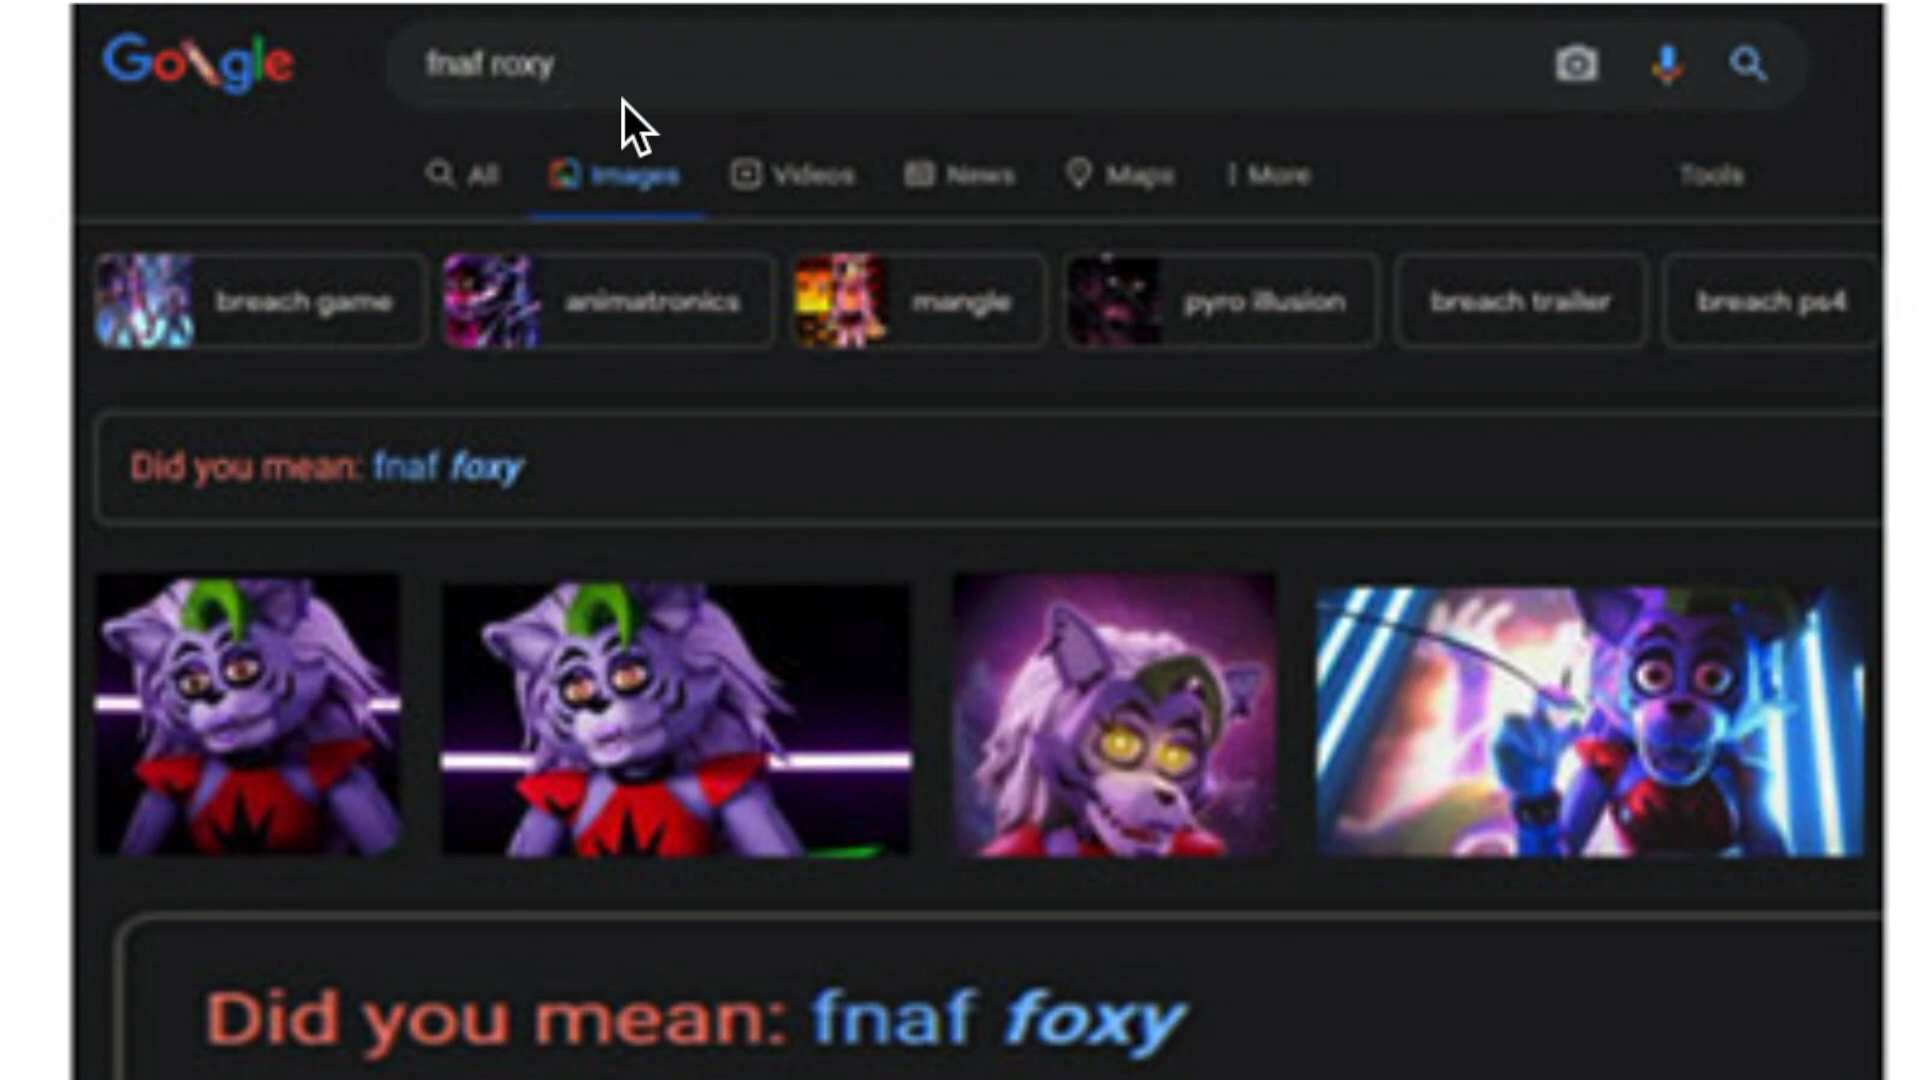 Google
fnaf roxy
All Images Videos News Maps More Tools
breach game animatronics mangle pyro illusion breach trailer breach ps4
Did you mean: fnaf foxy
Did you mean: fnaf foxy